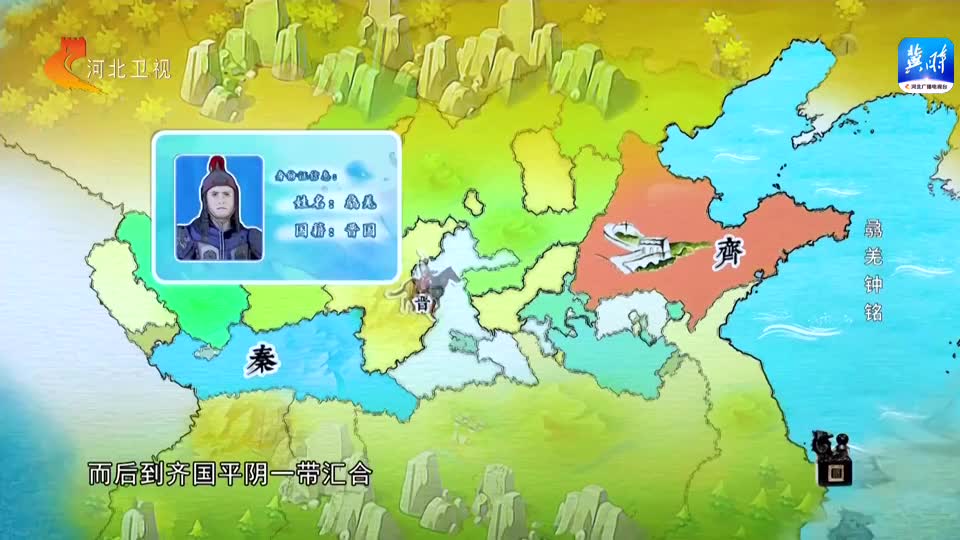 河北卫视
冀时
河北广播电视台
身份证信息：
姓名：骉羌
国籍：晋国
齐
晋
秦
骉羌钟铭
而后到齐国平阴一带汇合